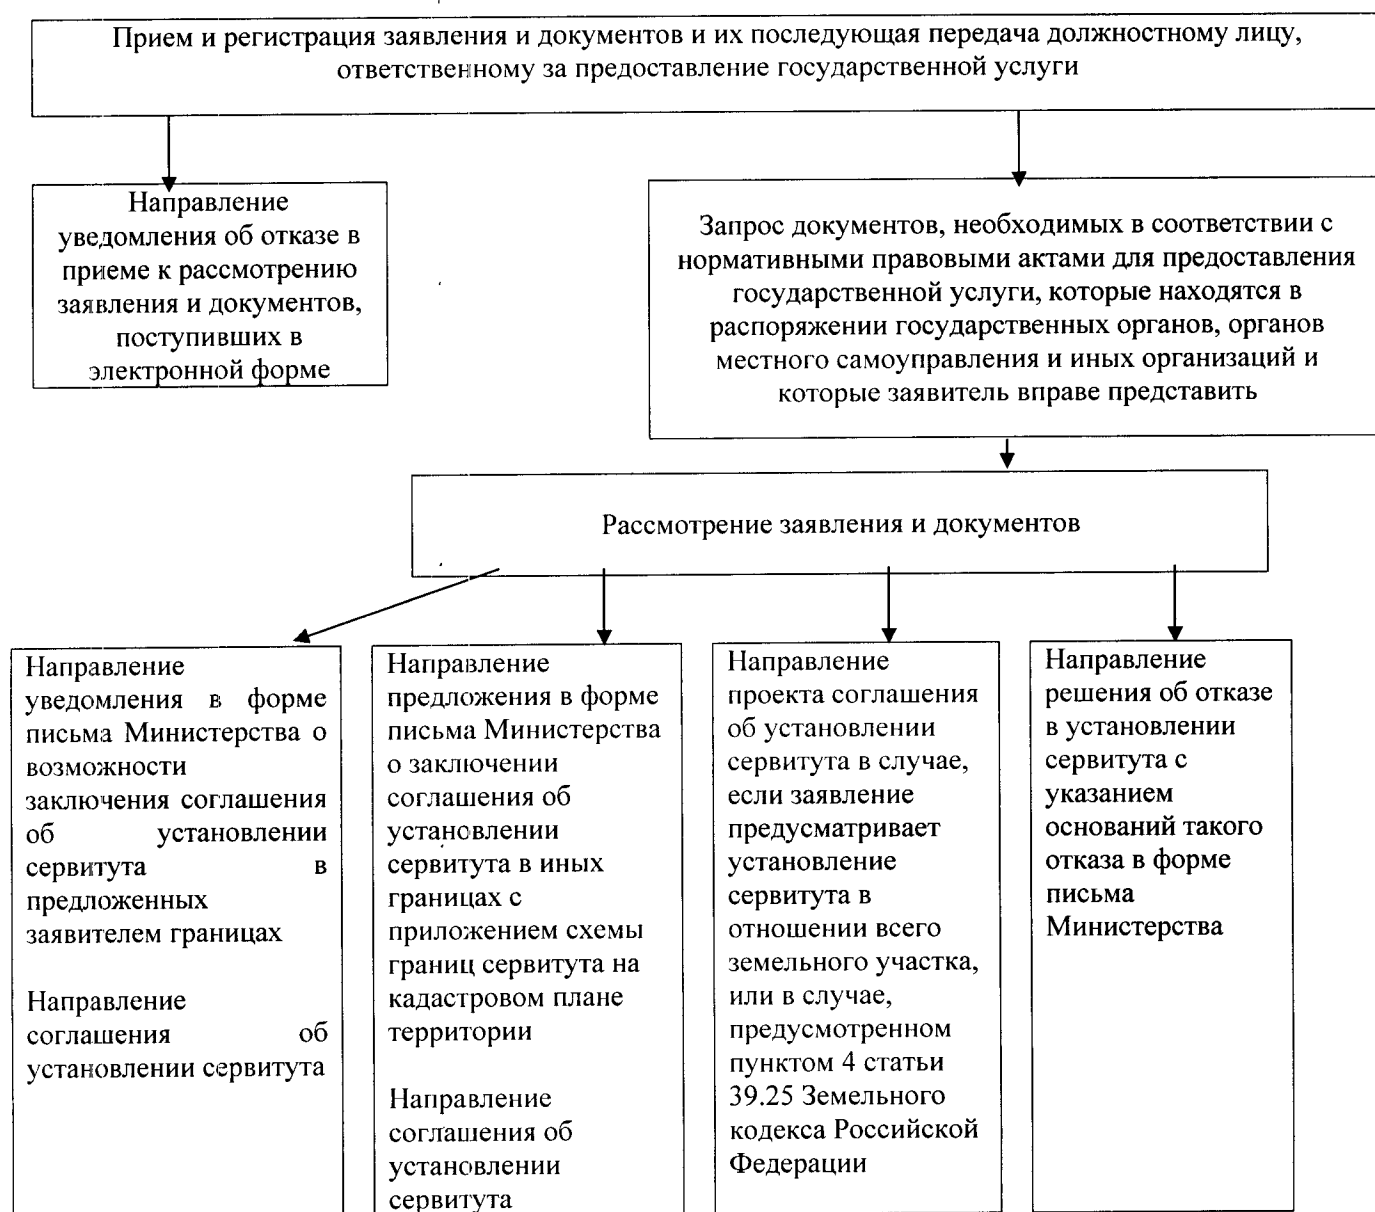 Прием и регистрация заявления и документов и их последующая передача должностному лицу,
ответственному за предоставление государственной услуги
Направление
уведомления об отказе в
приеме к рассмотрению
заявления и документов,
поступивших в
электронной форме
Запрос документов, необходимых в соответствии с
нормативными правовыми актами для предоставления
государственной услуги, которые находятся в
распоряжении государственных органов, органов
местного самоуправления и иных организаций и
которые заявитель вправе представить
Рассмотрение заявления и документов
Направление
уведомления в форме
письма Министерства о
возможности
заключения соглашения
об установлении
сервитута в
предложенных
заявителем границах
Направление
соглашения об
установлении сервитута
Направление
предложения в форме
письма Министерства
о заключении
соглашения об
установлении
сервитута в иных
границах с
приложением схемы
границ сервитута на
кадастровом плане
территории
Направление
соглашения об
установлении
сервитута
Направление
проекта соглашения
об установлении
сервитута в случае,
если заявление
предусматривает
установление
сервитута в
отношении всего
земельного участка,
или в случае,
предусмотренном
пунктом 4 статьи
39.25 Земельного
кодекса Российской
Федерации
Направление
решения об отказе
в установлении
сервитута с
указанием
оснований такого
отказа в форме
письма
Министерства